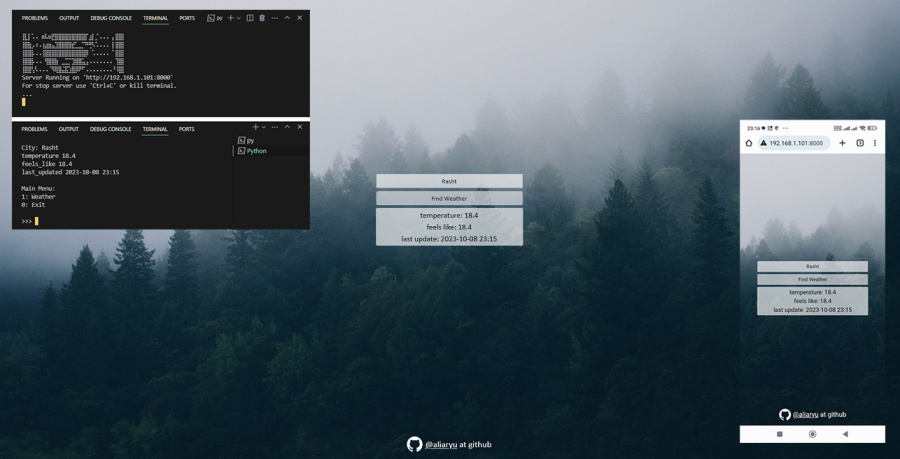 PROBLEMS OUTPUT DEBUG CONSOLE TERMINAL PORTS
py
Server Running on 'http://192.168.1.101:8000'
For stop server use 'Ctrl+C' or kill terminal.
...
PROBLEMS OUTPUT DEBUG CONSOLE TERMINAL PORTS
py
Python
City: Rasht
temperature 18.4
feels_like 18.4
last_updated 2023-10-08 23:15
Main Menu:
1: Weather
0: Exit
>>>
Rasht
Find Weather
temperature: 18.4
feels like: 18.4
last update: 2023-10-08 23:15
@aliaryu at github
23:16
192.168.1.101:8000
Rasht
Find Weather
temperature: 18.4
feels like: 18.4
last update: 2023-10-08 23:15
@aliaryu at github